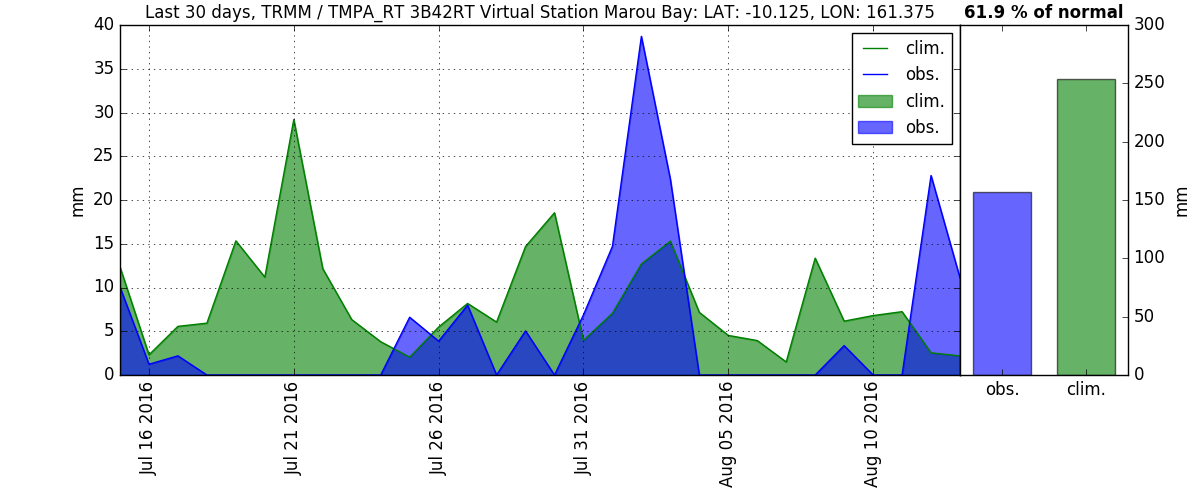 Last 30 days, TRMM / TMPA_RT 3B42RT Virtual Station Marou Bay: LAT: -10.125, LON: 161.375
61.9 % of normal
40
35
30
25
20
15
10
5
0
mm
clim.
obs.
clim.
obs.
300
250
200
150
100
50
0
mm
obs.
clim.
Jul 16 2016
Jul 21 2016
Jul 26 2016
Jul 31 2016
Aug 05 2016
Aug 10 2016